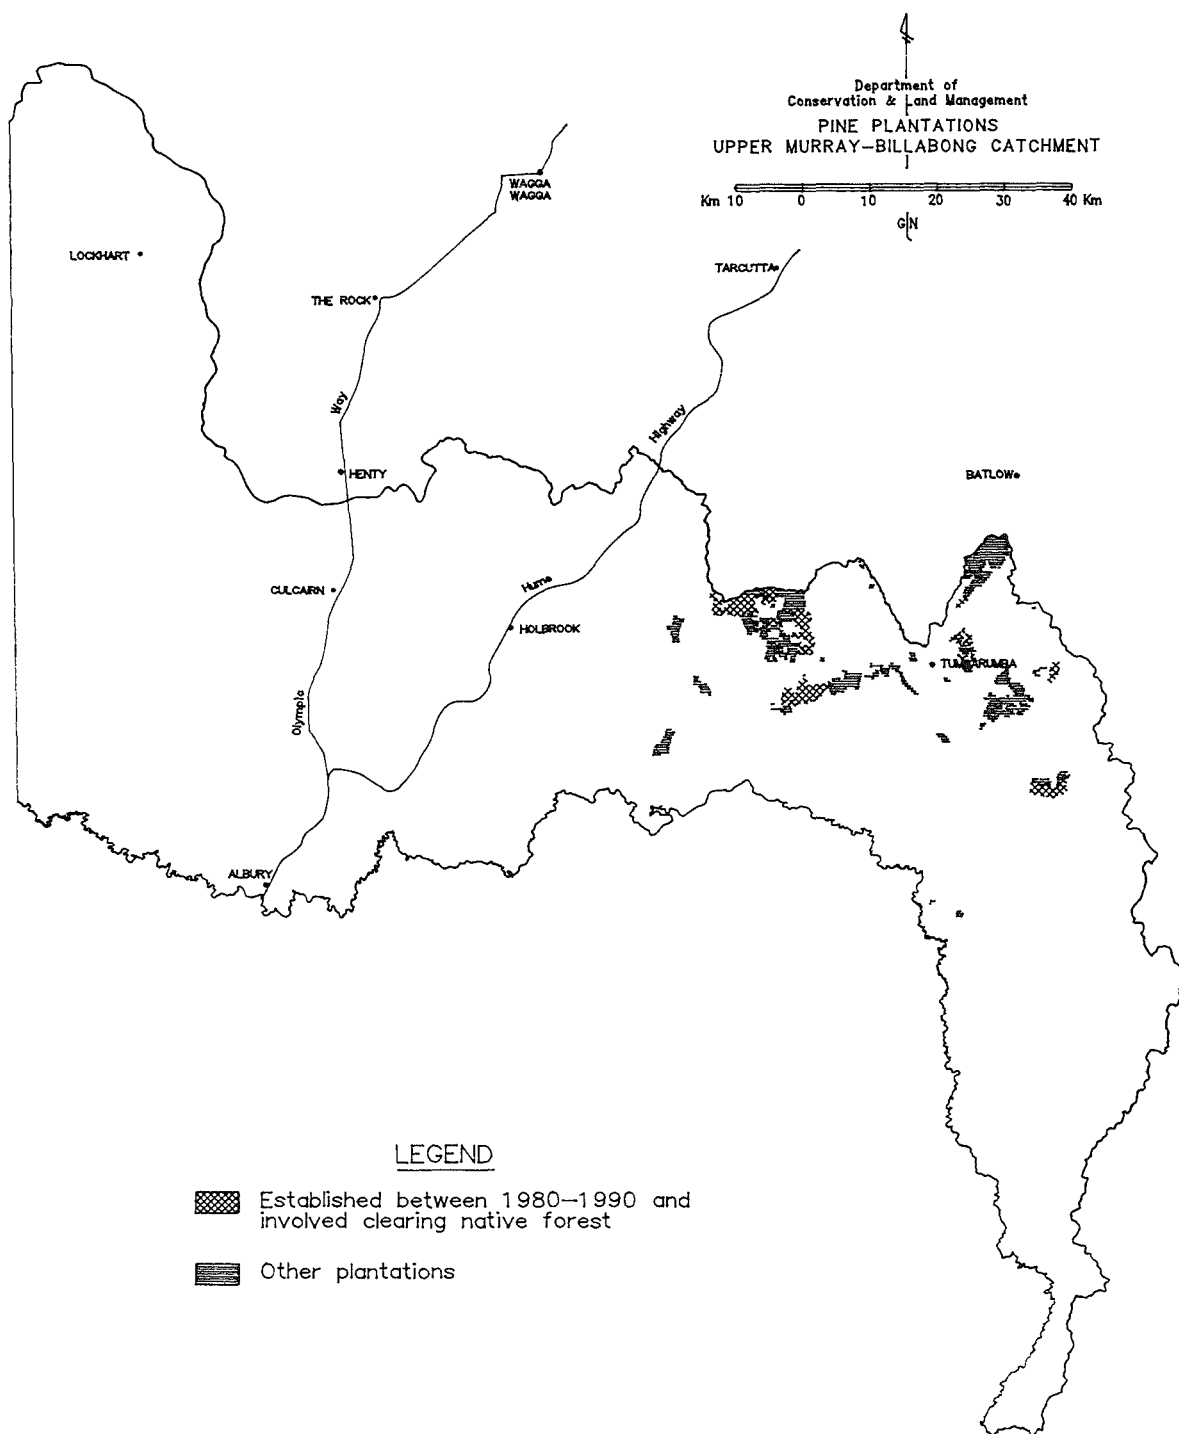 Department of
Conservation & Land Management
PINE PLANTATIONS
UPPER MURRAY-BILLABONG CATCHMENT
Km 10 0 10 20 30 40 Km
G N
WAGGA
WAGGA
LOCKHART
TARCUTTA
THE ROCK
Way
Highway
HENTY
BATLOW
CULCAIRN
Hume
HOLBROOK
TUMBARUMBA
Olympic
ALBURY
LEGEND
Established between 1980-1990 and
involved clearing native forest
Other plantations